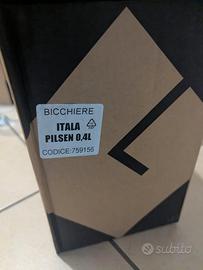 BICCHIERE
ITALA
PILSEN 0,4L
CODICE:759156
subito